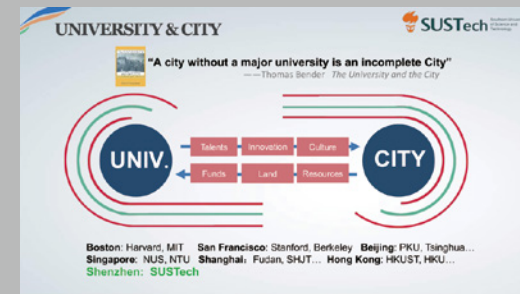 UNIVERSITY & CITY
SUSTech
"A city without a major university is an incomplete City"
——Thomas Bender The University and the City
Talents Innovation Culture
UNIV. CITY
Funds Land Resources
Boston: Harvard, MIT San Francisco: Stanford, Berkeley Beijing: PKU, Tsinghua...
Singapore: NUS, NTU Shanghai: Fudan, SHJT... Hong Kong: HKUST, HKU...
Shenzhen: SUSTech